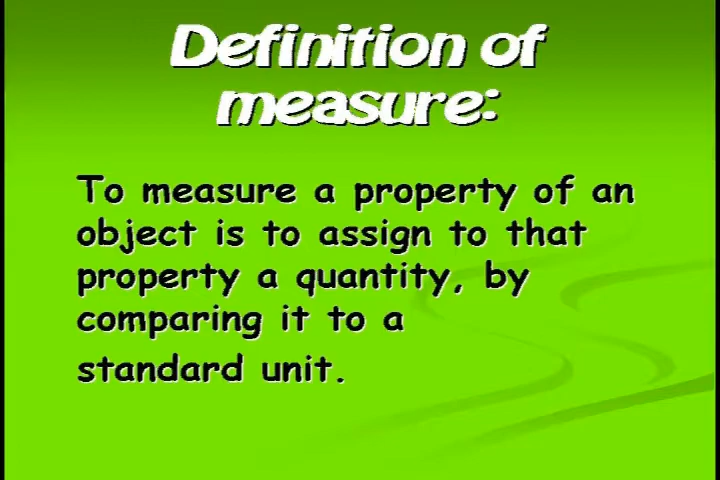 Definition of
measure:
To measure a property of an
object is to assign to that
property a quantity, by
comparing it to a
standard unit.